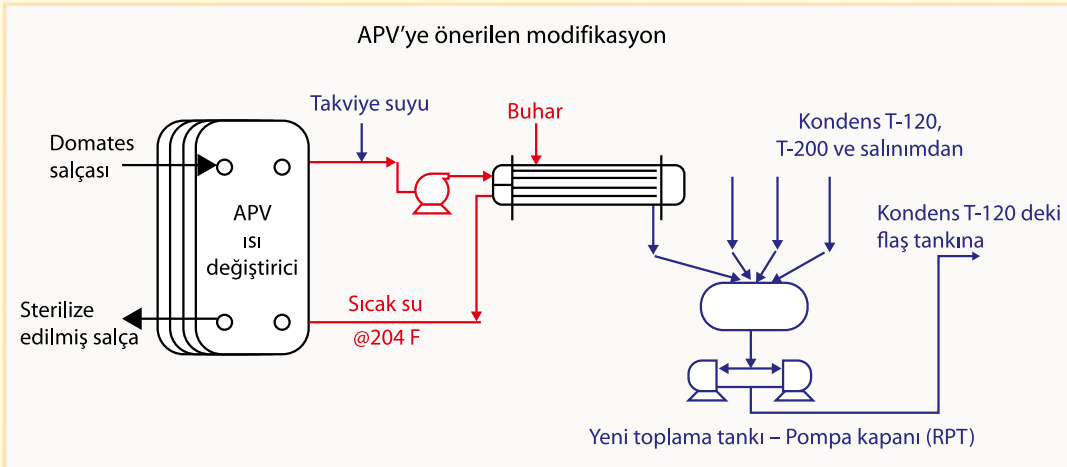 APV'ye önerilen modifikasyon
Takviye suyu
Buhar
Kondens T-120,
T-200 ve salınımdan
Domates
salçası
APV
ısı
değiştirici
Kondens T-120 deki
flaş tankına
Sterilize
edilmiş salça
Sıcak su
@204 F
Yeni toplama tankı – Pompa kapanı (RPT)